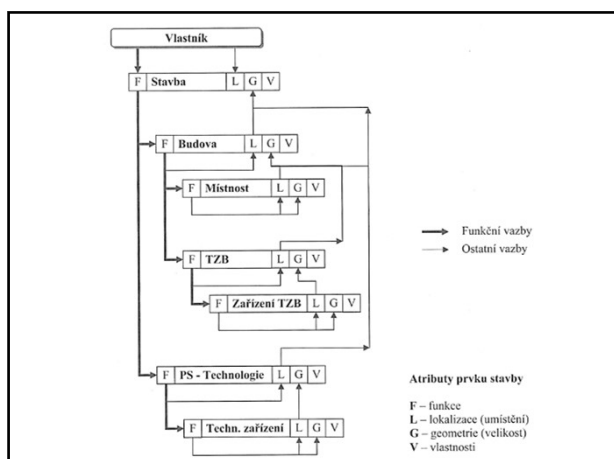 Vlastník
F Stavba L G V
F Budova L G V
F Místnost L G V
Funkční vazby
Ostatní vazby
F TZB L G V
F Zařízení TZB L G V
F PS - Technologie L G V
F Techn. zařízení L G V
Atributy prvku stavby
F – funkce
L – lokalizace (umístění)
G – geometrie (velikost)
V – vlastnosti